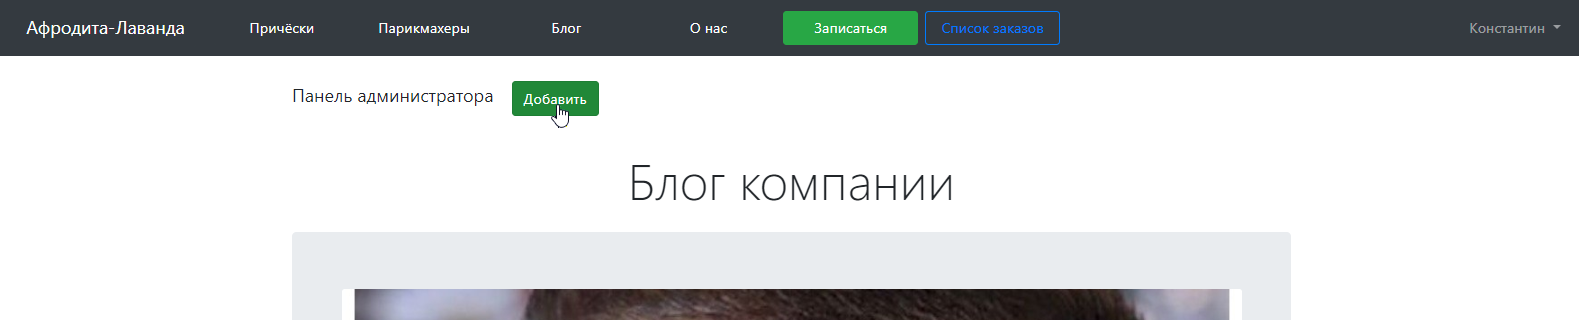 Афродита-Лаванда Причёски Парикмахеры Блог О нас Записаться Список заказов Константин
Панель администратора Добавить
Блог компании